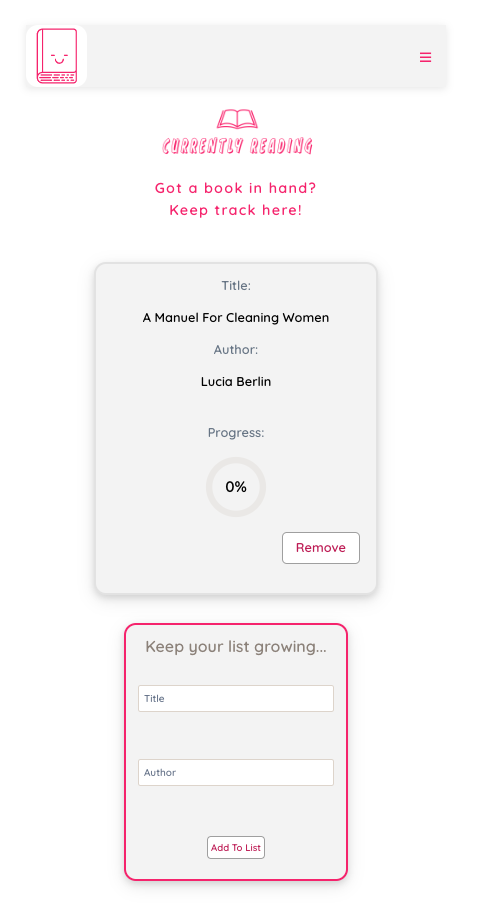 CURRENTLY READING
Got a book in hand?
Keep track here!
Title:
A Manuel For Cleaning Women
Author:
Lucia Berlin
Progress:
0%
Remove
Keep your list growing...
Title
Author
Add To List